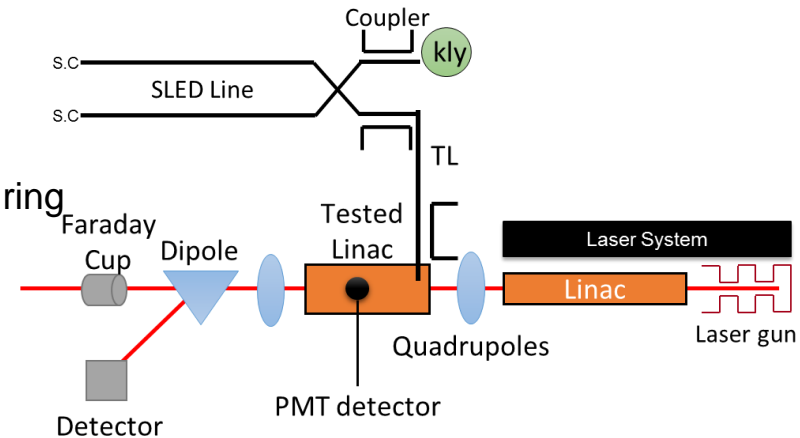 Coupler
kly
S.C
SLED Line
S.C
TL
ring
Faraday
Cup
Dipole
Tested
Linac
Laser System
Linac
Laser gun
Quadrupoles
PMT detector
Detector